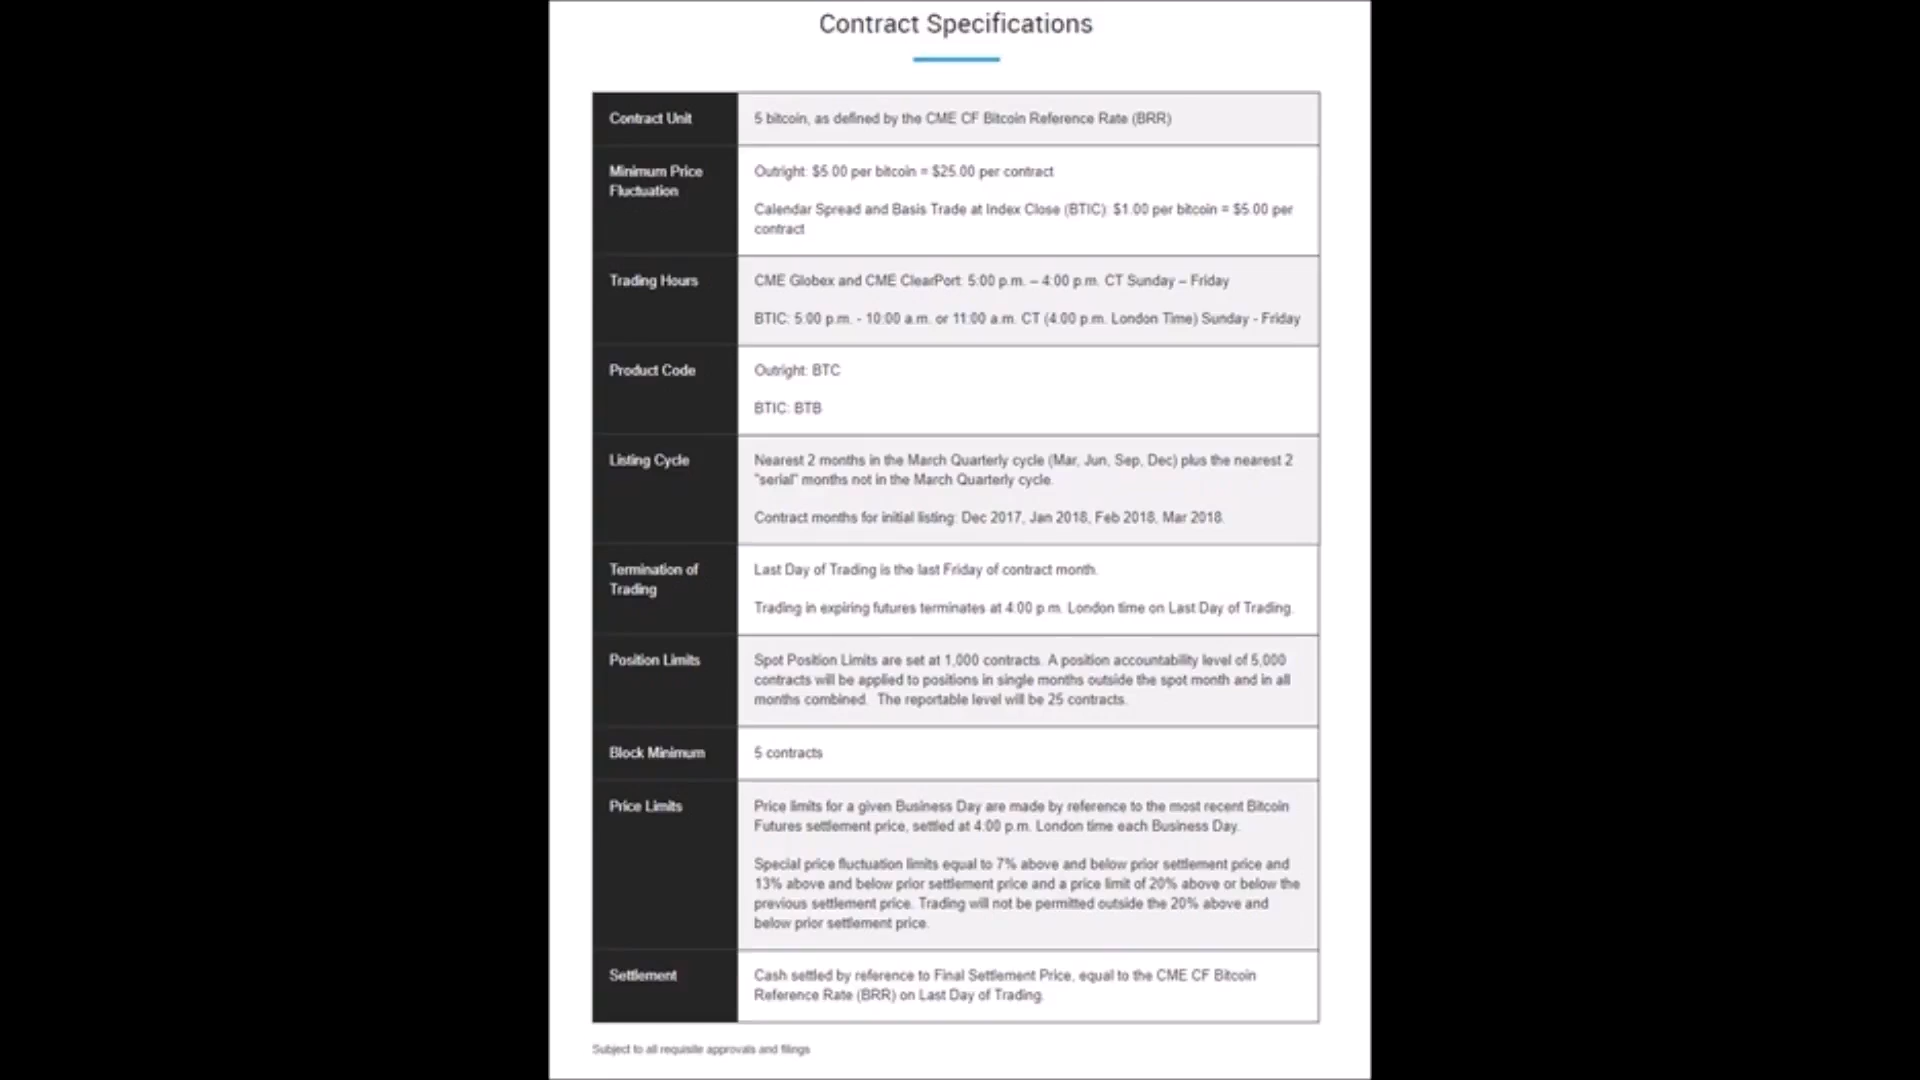 Contract Specifications
Contract Unit
5 bitcoin, as defined by the CME CF Bitcoin Reference Rate (BRR)
Minimum Price
Fluctuation
Outright: $5.00 per bitcoin = $25.00 per contract
Calendar Spread and Basis Trade at Index Close (BTIC): $1.00 per bitcoin = $5.00 per
contract
Trading Hours
CME Globex and CME ClearPort: 5:00 p.m. – 4:00 p.m. CT Sunday – Friday
BTIC: 5:00 p.m. - 10:00 a.m. or 11:00 a.m. CT (4:00 p.m. London Time) Sunday - Friday
Product Code
Outright: BTC
BTIC: BTB
Listing Cycle
Nearest 2 months in the March Quarterly cycle (Mar, Jun, Sep, Dec) plus the nearest 2
"serial" months not in the March Quarterly cycle.
Contract months for initial listing: Dec 2017, Jan 2018, Feb 2018, Mar 2018.
Termination of
Trading
Last Day of Trading is the last Friday of contract month.
Trading in expiring futures terminates at 4:00 p.m. London time on Last Day of Trading.
Position Limits
Spot Position Limits are set at 1,000 contracts. A position accountability level of 5,000
contracts will be applied to positions in single months outside the spot month and in all
months combined. The reportable level will be 25 contracts.
Block Minimum
5 contracts
Price Limits
Price limits for a given Business Day are made by reference to the most recent Bitcoin
Futures settlement price, settled at 4:00 p.m. London time each Business Day.
Special price fluctuation limits equal to 7% above and below prior settlement price and
13% above and below prior settlement price and a price limit of 20% above or below the
previous settlement price. Trading will not be permitted outside the 20% above and
below prior settlement price.
Settlement
Cash settled by reference to Final Settlement Price, equal to the CME CF Bitcoin
Reference Rate (BRR) on Last Day of Trading.
Subject to all requisite approvals and filings